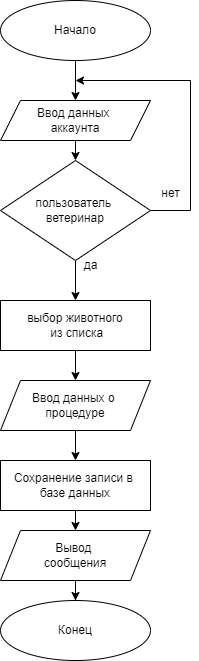 Начало
Ввод данных
аккаунта
пользователь
ветеринар
нет
да
выбор животного
из списка
Ввод данных о
процедуре
Сохранение записи в
базе данных
Вывод
сообщения
Конец